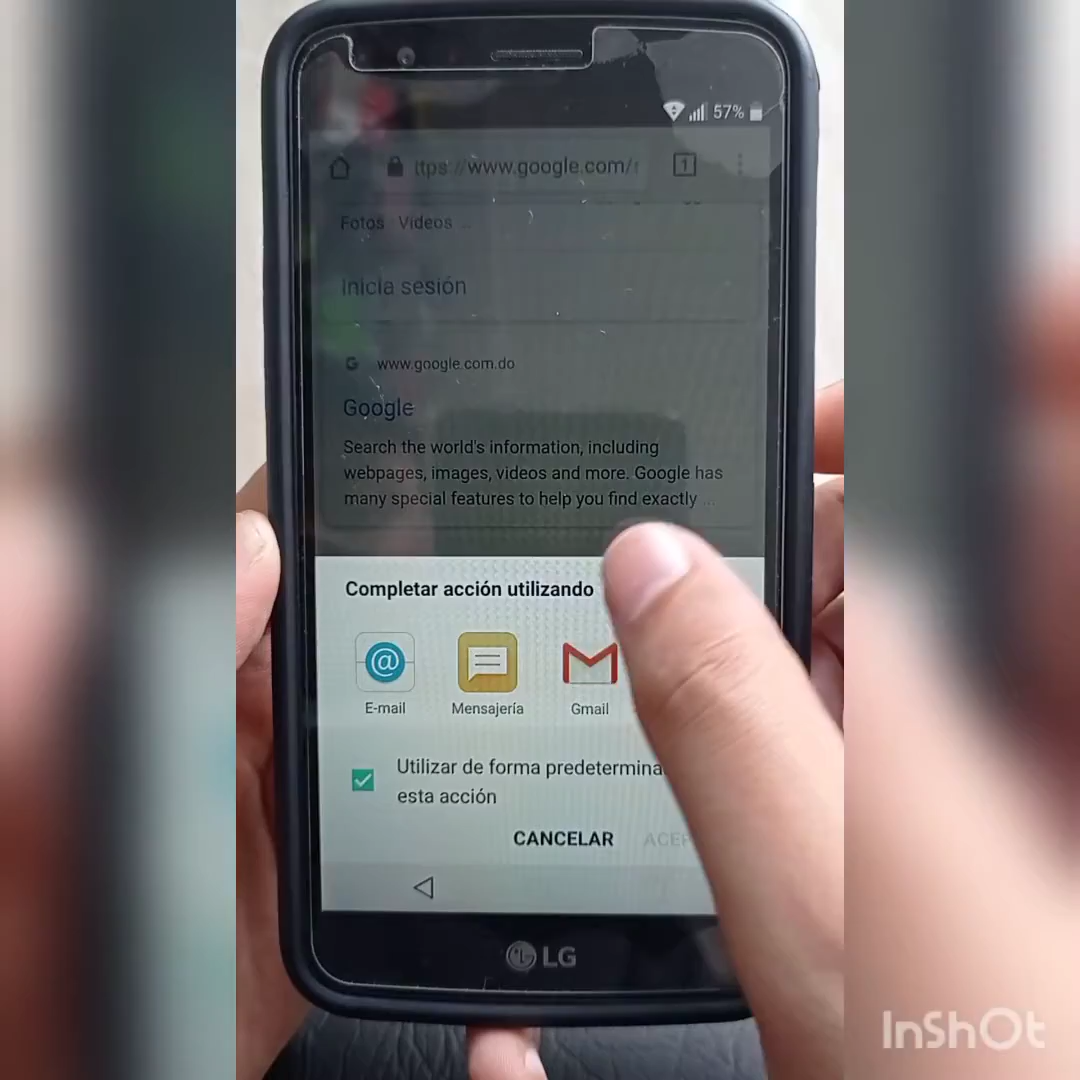 57%
ttps://www.google.com/
1
Fotos Videos ...
Inicia sesión
G www.google.com.do
Google
Search the world's information, including
webpages, images, videos and more. Google has
many special features to help you find exactly ...
Completar acción utilizando
@
E-mail Mensajería Gmail
Utilizar de forma predetermina
esta acción
CANCELAR ACEP
LG
InShOt